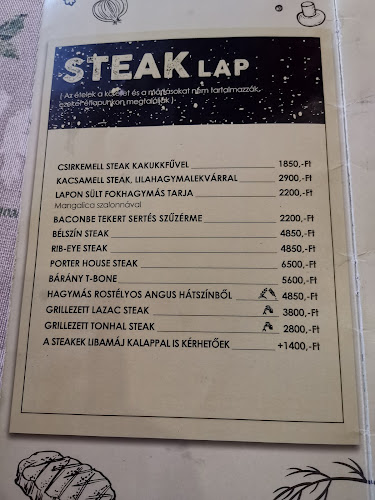 STEAK LAP
( Az ételek a köretet és a mártásokat nem tartalmazzák,
ezeket étlapunkon megtalálják )
CSIRKEMELL STEAK KAKUKKFŰVEL 1850,-Ft
KACSAMELL STEAK, LILAHAGYMALEKVÁRRAL 2900,-Ft
LAPON SÜLT FOKHAGYMÁS TARJA 2200,-Ft
Mangalica szalonnával
BACONBE TEKERT SERTÉS SZŰZÉRME 2200,-Ft
BÉLSZÍN STEAK 4850,-Ft
RIB-EYE STEAK 4850,-Ft
PORTER HOUSE STEAK 6500,-Ft
BÁRÁNY T-BONE 5600,-Ft
HAGYMÁS ROSTÉLYOS ANGUS HÁTSZÍNBŐL 4850,-Ft
GRILLEZETT LAZAC STEAK 3800,-Ft
GRILLEZETT TONHAL STEAK 2800,-Ft
A STEAKEK LIBAMÁJ KALAPPAL IS KÉRHETŐEK +1400,-Ft